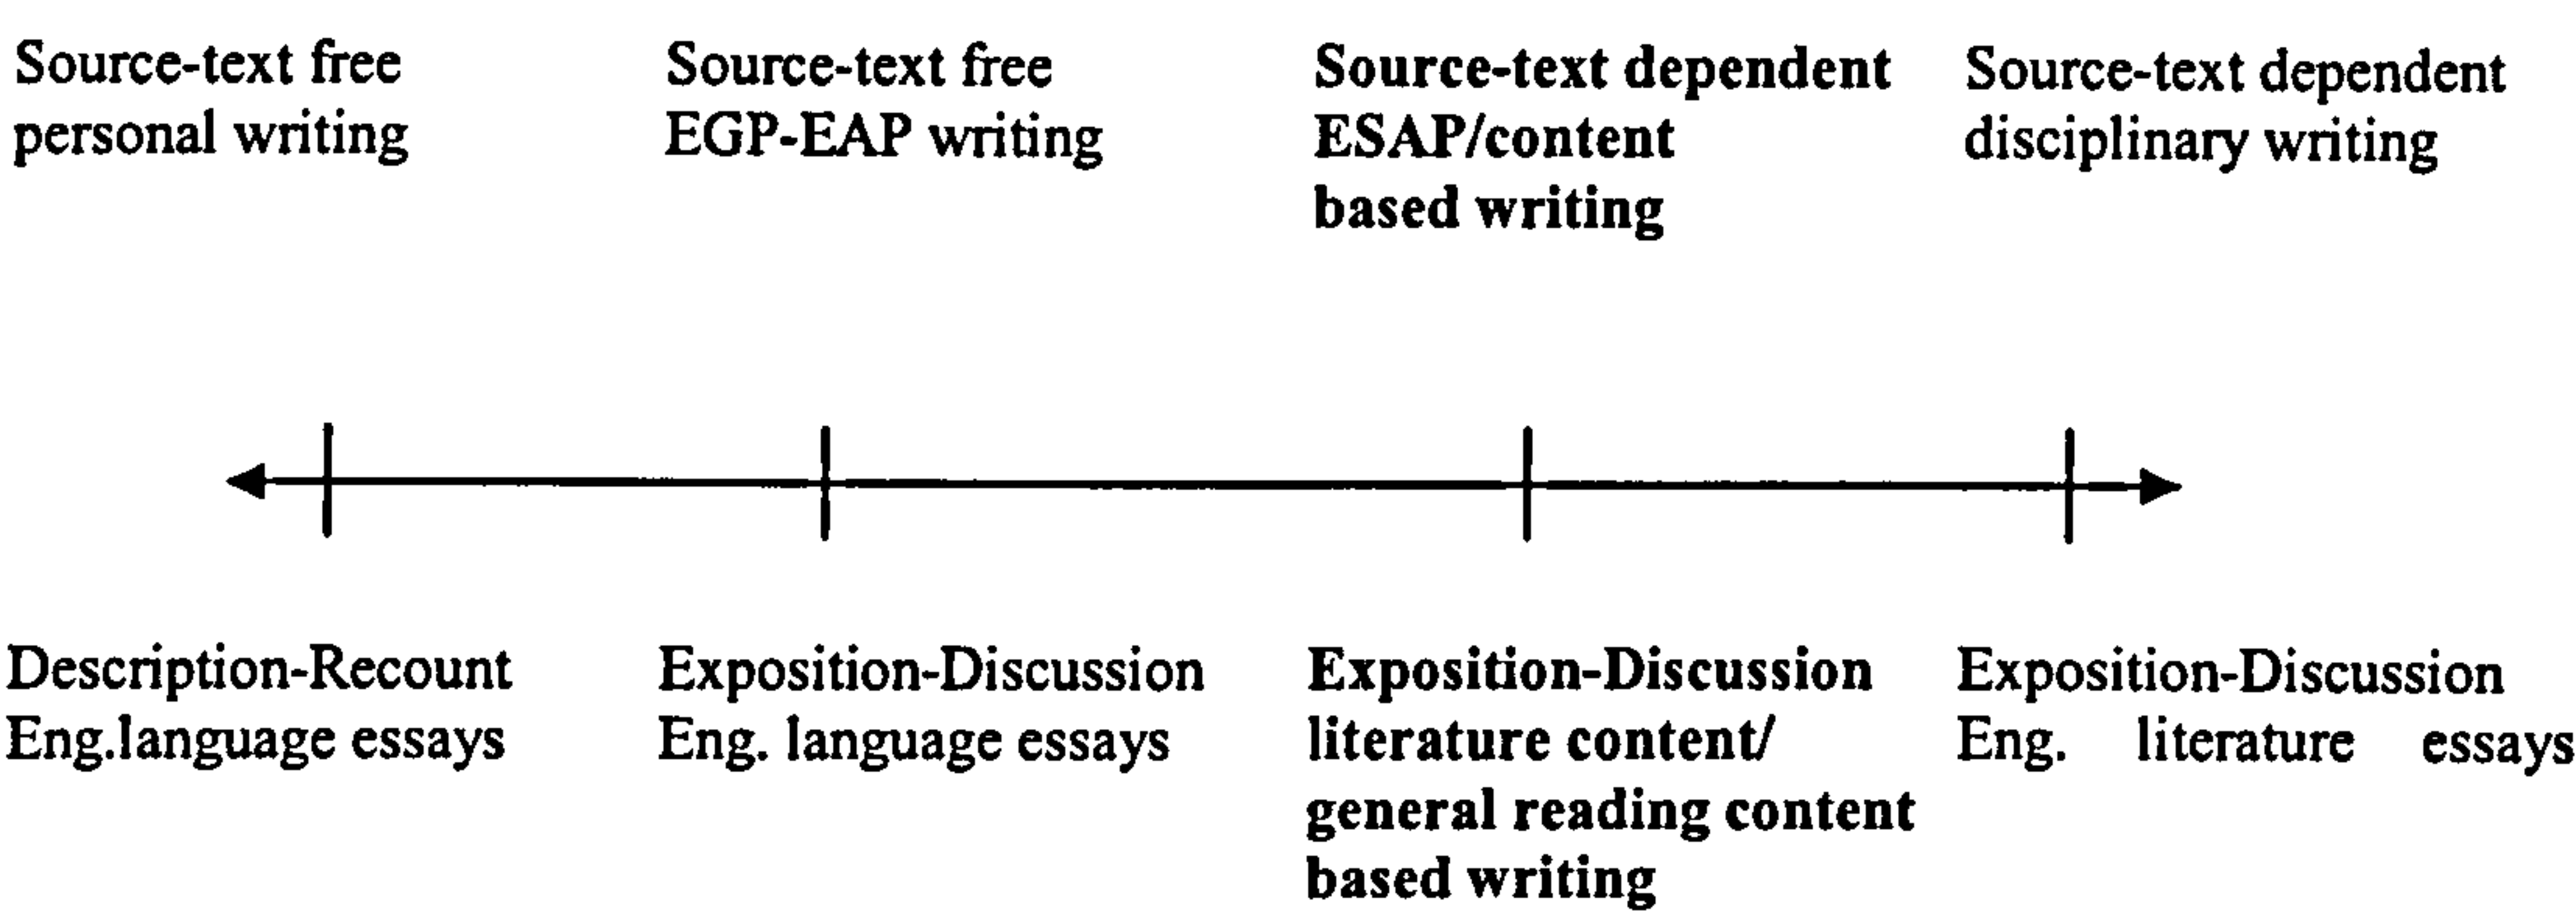 Source-text free
personal writing
Source-text free
EGP-EAP writing
Source-text dependent
ESAP/content
based writing
Source-text dependent
disciplinary writing
Description-Recount
Eng.language essays
Exposition-Discussion
Eng. language essays
Exposition-Discussion
literature content/
general reading content
based writing
Exposition-Discussion
Eng. literature essays